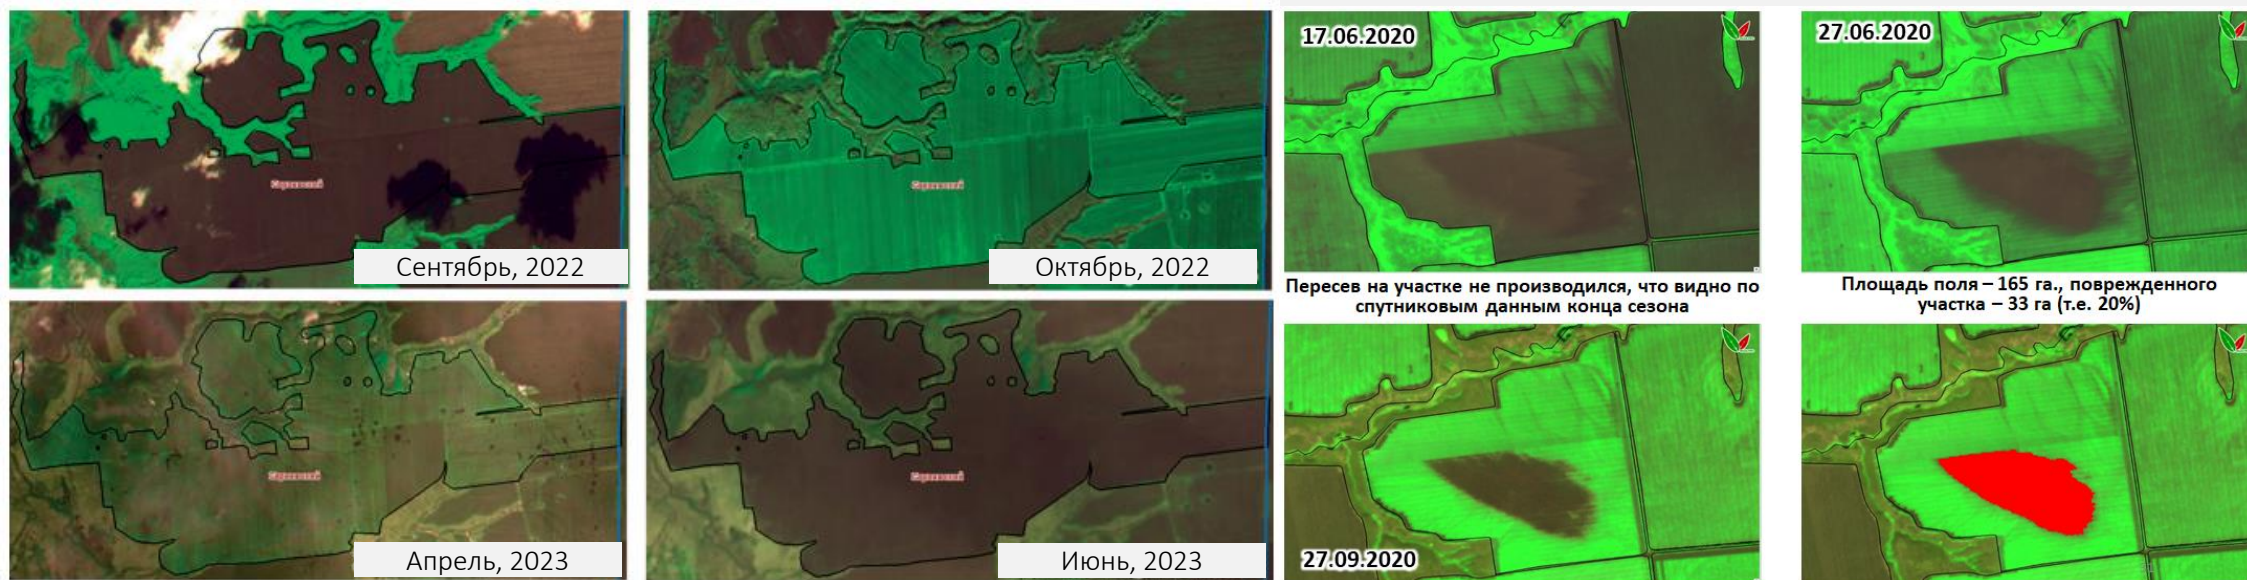 Сентябрь, 2022
Октябрь, 2022
Апрель, 2023
Июнь, 2023
17.06.2020
27.06.2020
Пересев на участке не производился, что видно по
спутниковым данным конца сезона
Площадь поля – 165 га., поврежденного
участка – 33 га (т.е. 20%)
27.09.2020